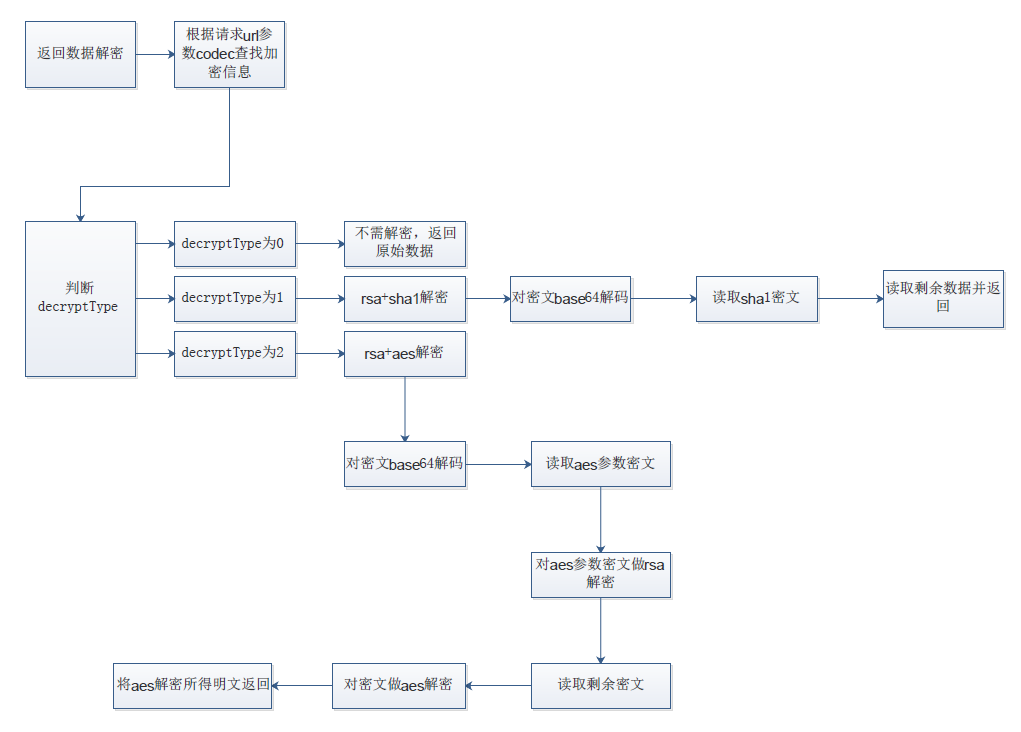 返回数据解密
根据请求url参
数codec查找加
密信息
判断
decryptType
decryptType为0
不需解密，返回
原始数据
decryptType为1
rsa+sha1解密
对密文base64解码
读取sha1密文
读取剩余数据并返
回
decryptType为2
rsa+aes解密
对密文base64解码
读取aes参数密文
对aes参数密文做rsa
解密
读取剩余密文
对密文做aes解密
将aes解密所得明文返回